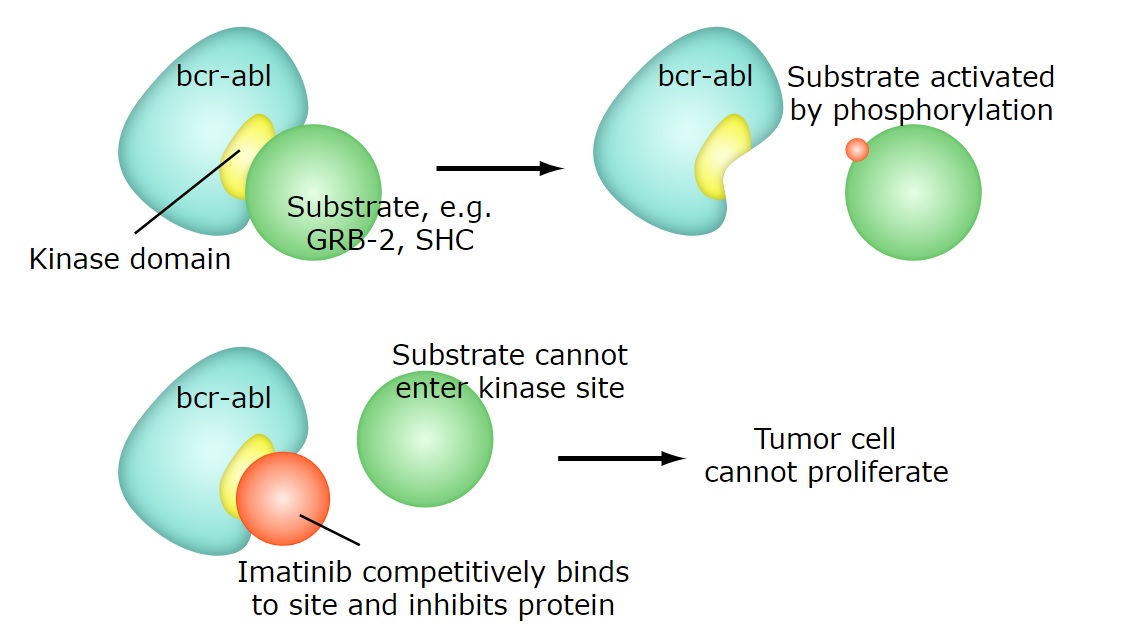 bcr-abl
Kinase domain
Substrate, e.g.
GRB-2, SHC
bcr-abl
Substrate activated
by phosphorylation
bcr-abl
Substrate cannot
enter kinase site
Imatinib competitively binds
to site and inhibits protein
Tumor cell
cannot proliferate